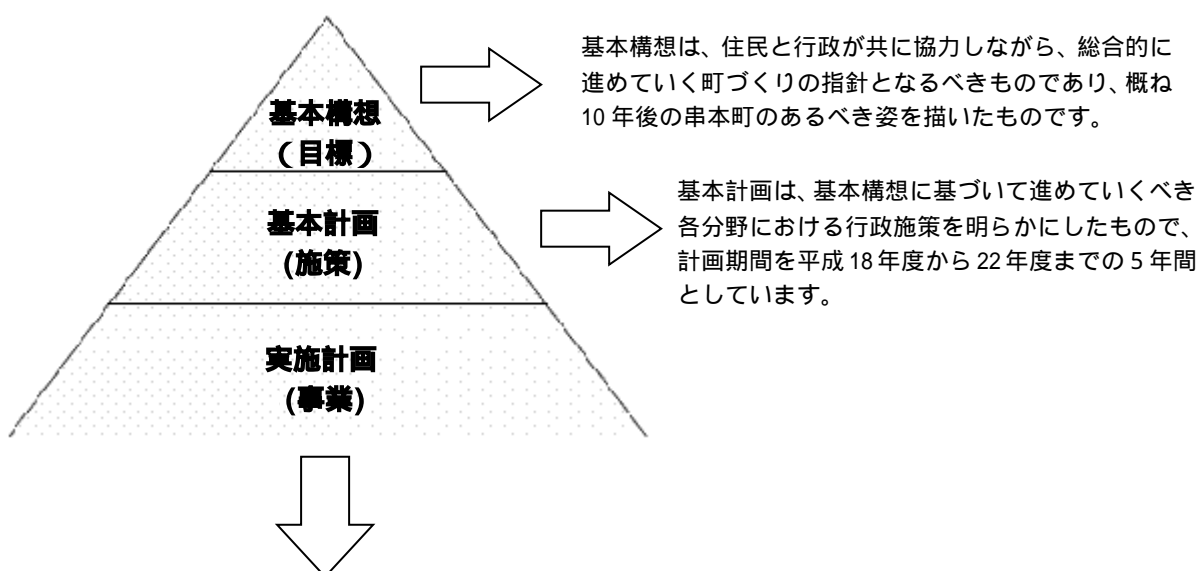 基本構想は、住民と行政が共に協力しながら、総合的に
進めていく町づくりの指針となるべきものであり、概ね
10年後の串本町のあるべき姿を描いたものです。
基本構想
(目標)
基本計画は、基本構想に基づいて進めていくべき
各分野における行政施策を明らかにしたもので、
計画期間を平成18年度から22年度までの5年間
としています。
基本計画
(施策)
実施計画
(事業)